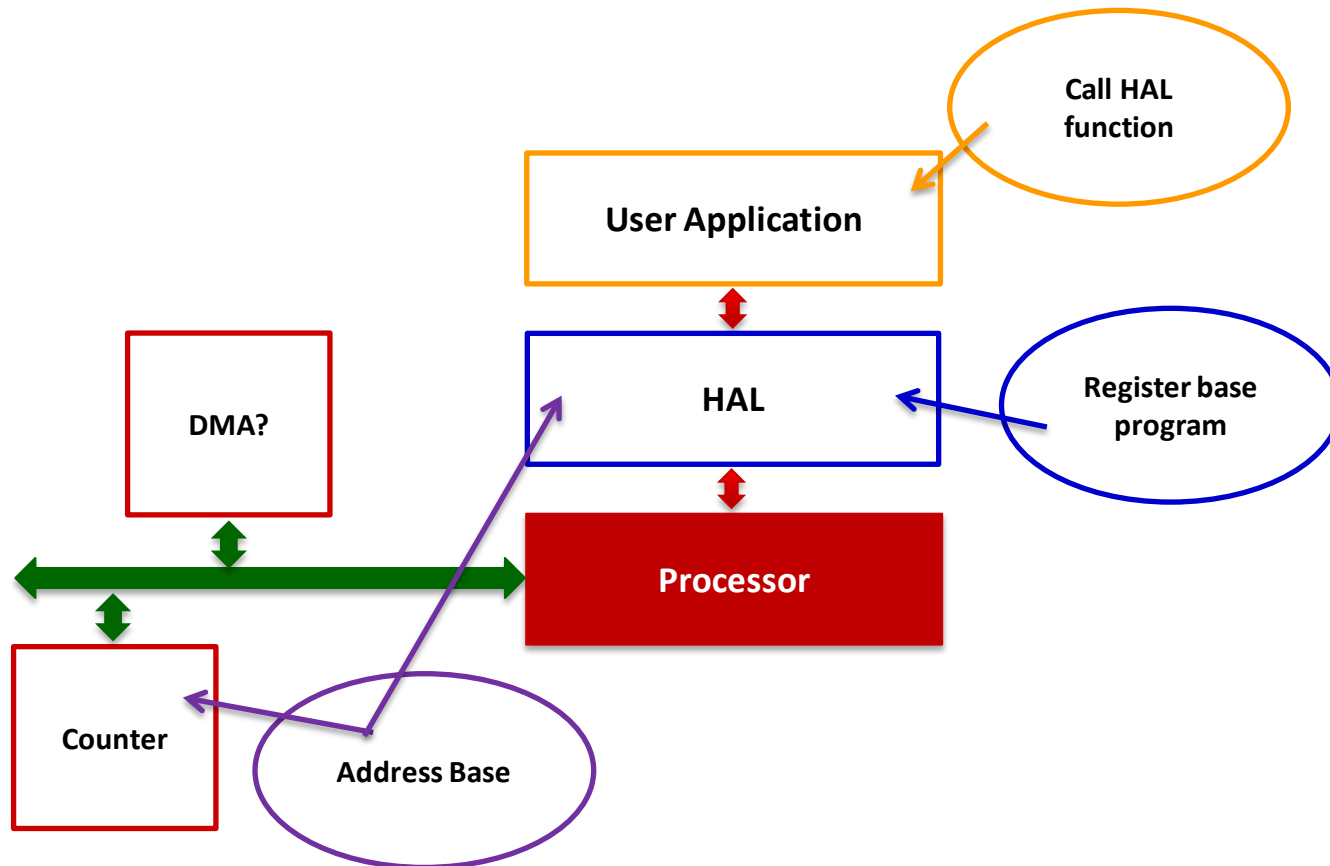 Call HAL
function
User Application
HAL
Register base
program
DMA?
Processor
Counter
Address Base